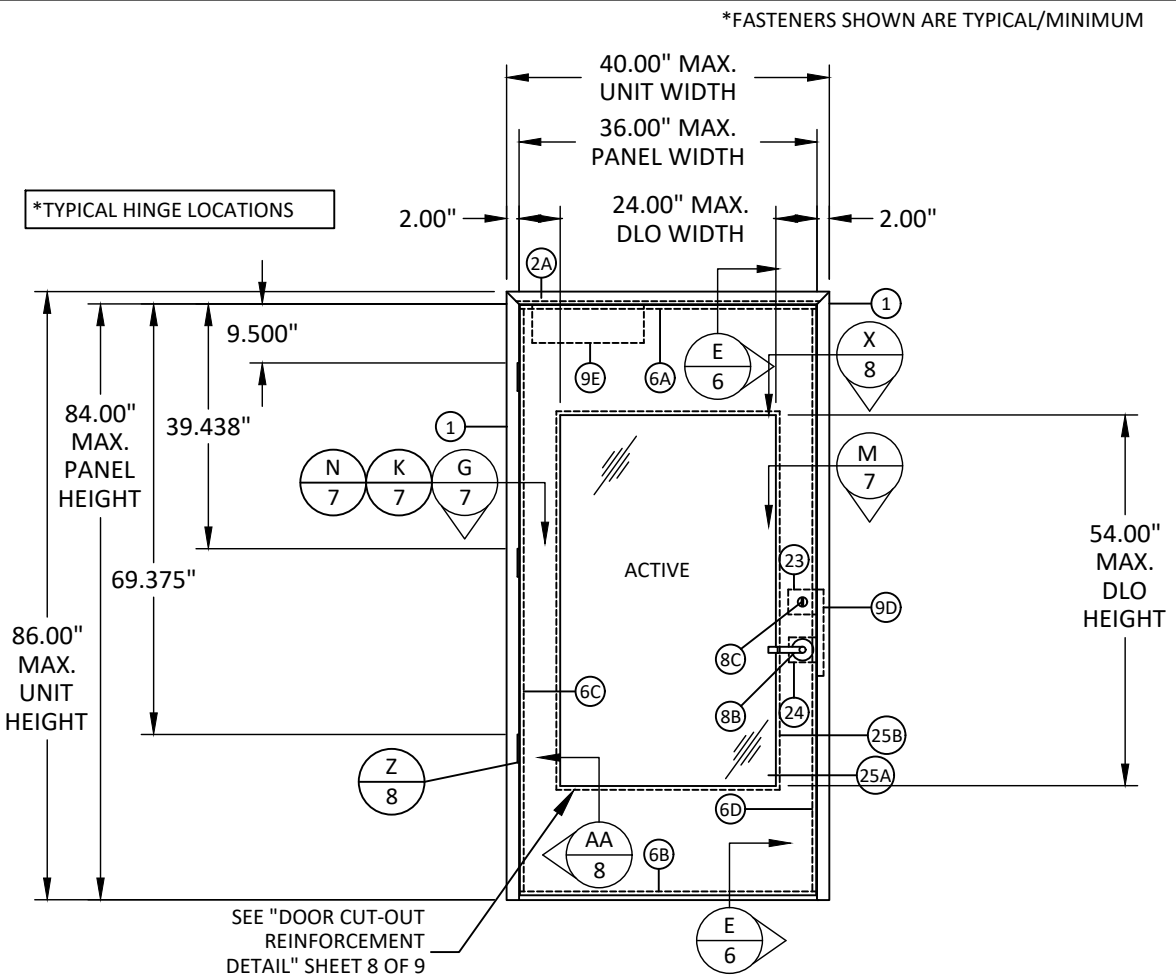 *FASTENERS SHOWN ARE TYPICAL/MINIMUM
40.00" MAX.
UNIT WIDTH
36.00" MAX.
PANEL WIDTH
*TYPICAL HINGE LOCATIONS
2.00"
24.00" MAX.
DLO WIDTH
2.00"
2A
1
9.500"
E
6
X
8
9E
6A
84.00"
MAX.
PANEL
HEIGHT
39.438"
1
N
7
K
7
G
7
M
7
54.00"
MAX.
DLO
HEIGHT
69.375"
ACTIVE
23
9D
86.00"
MAX.
UNIT
HEIGHT
8C
6C
8B
24
25B
Z
8
25A
6D
AA
8
6B
SEE "DOOR CUT-OUT
REINFORCEMENT
DETAIL" SHEET 8 OF 9
E
6